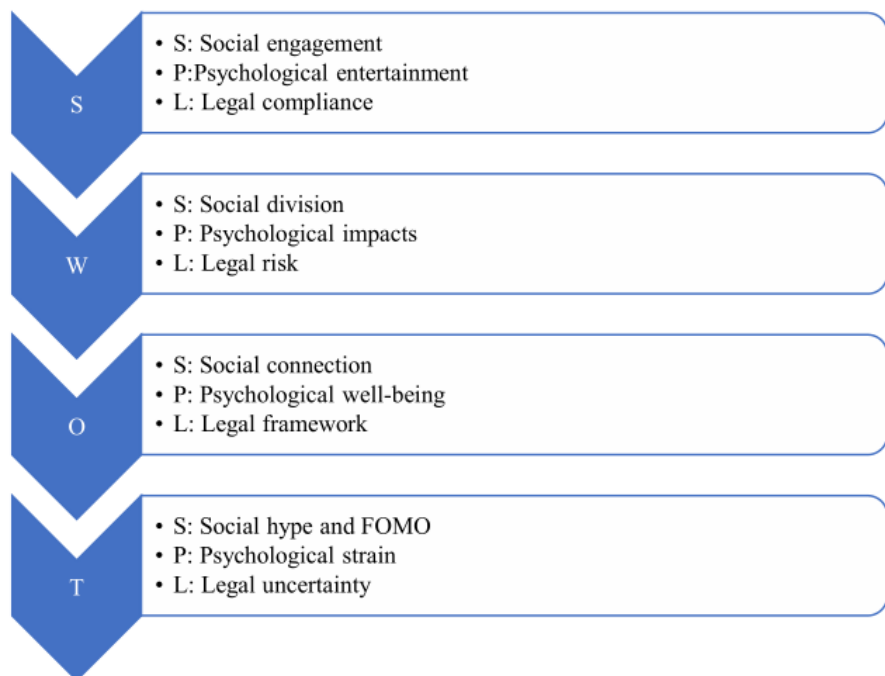 S
• S: Social engagement
• P:Psychological entertainment
• L: Legal compliance
W
• S: Social division
• P: Psychological impacts
• L: Legal risk
O
• S: Social connection
• P: Psychological well-being
• L: Legal framework
T
• S: Social hype and FOMO
• P: Psychological strain
• L: Legal uncertainty